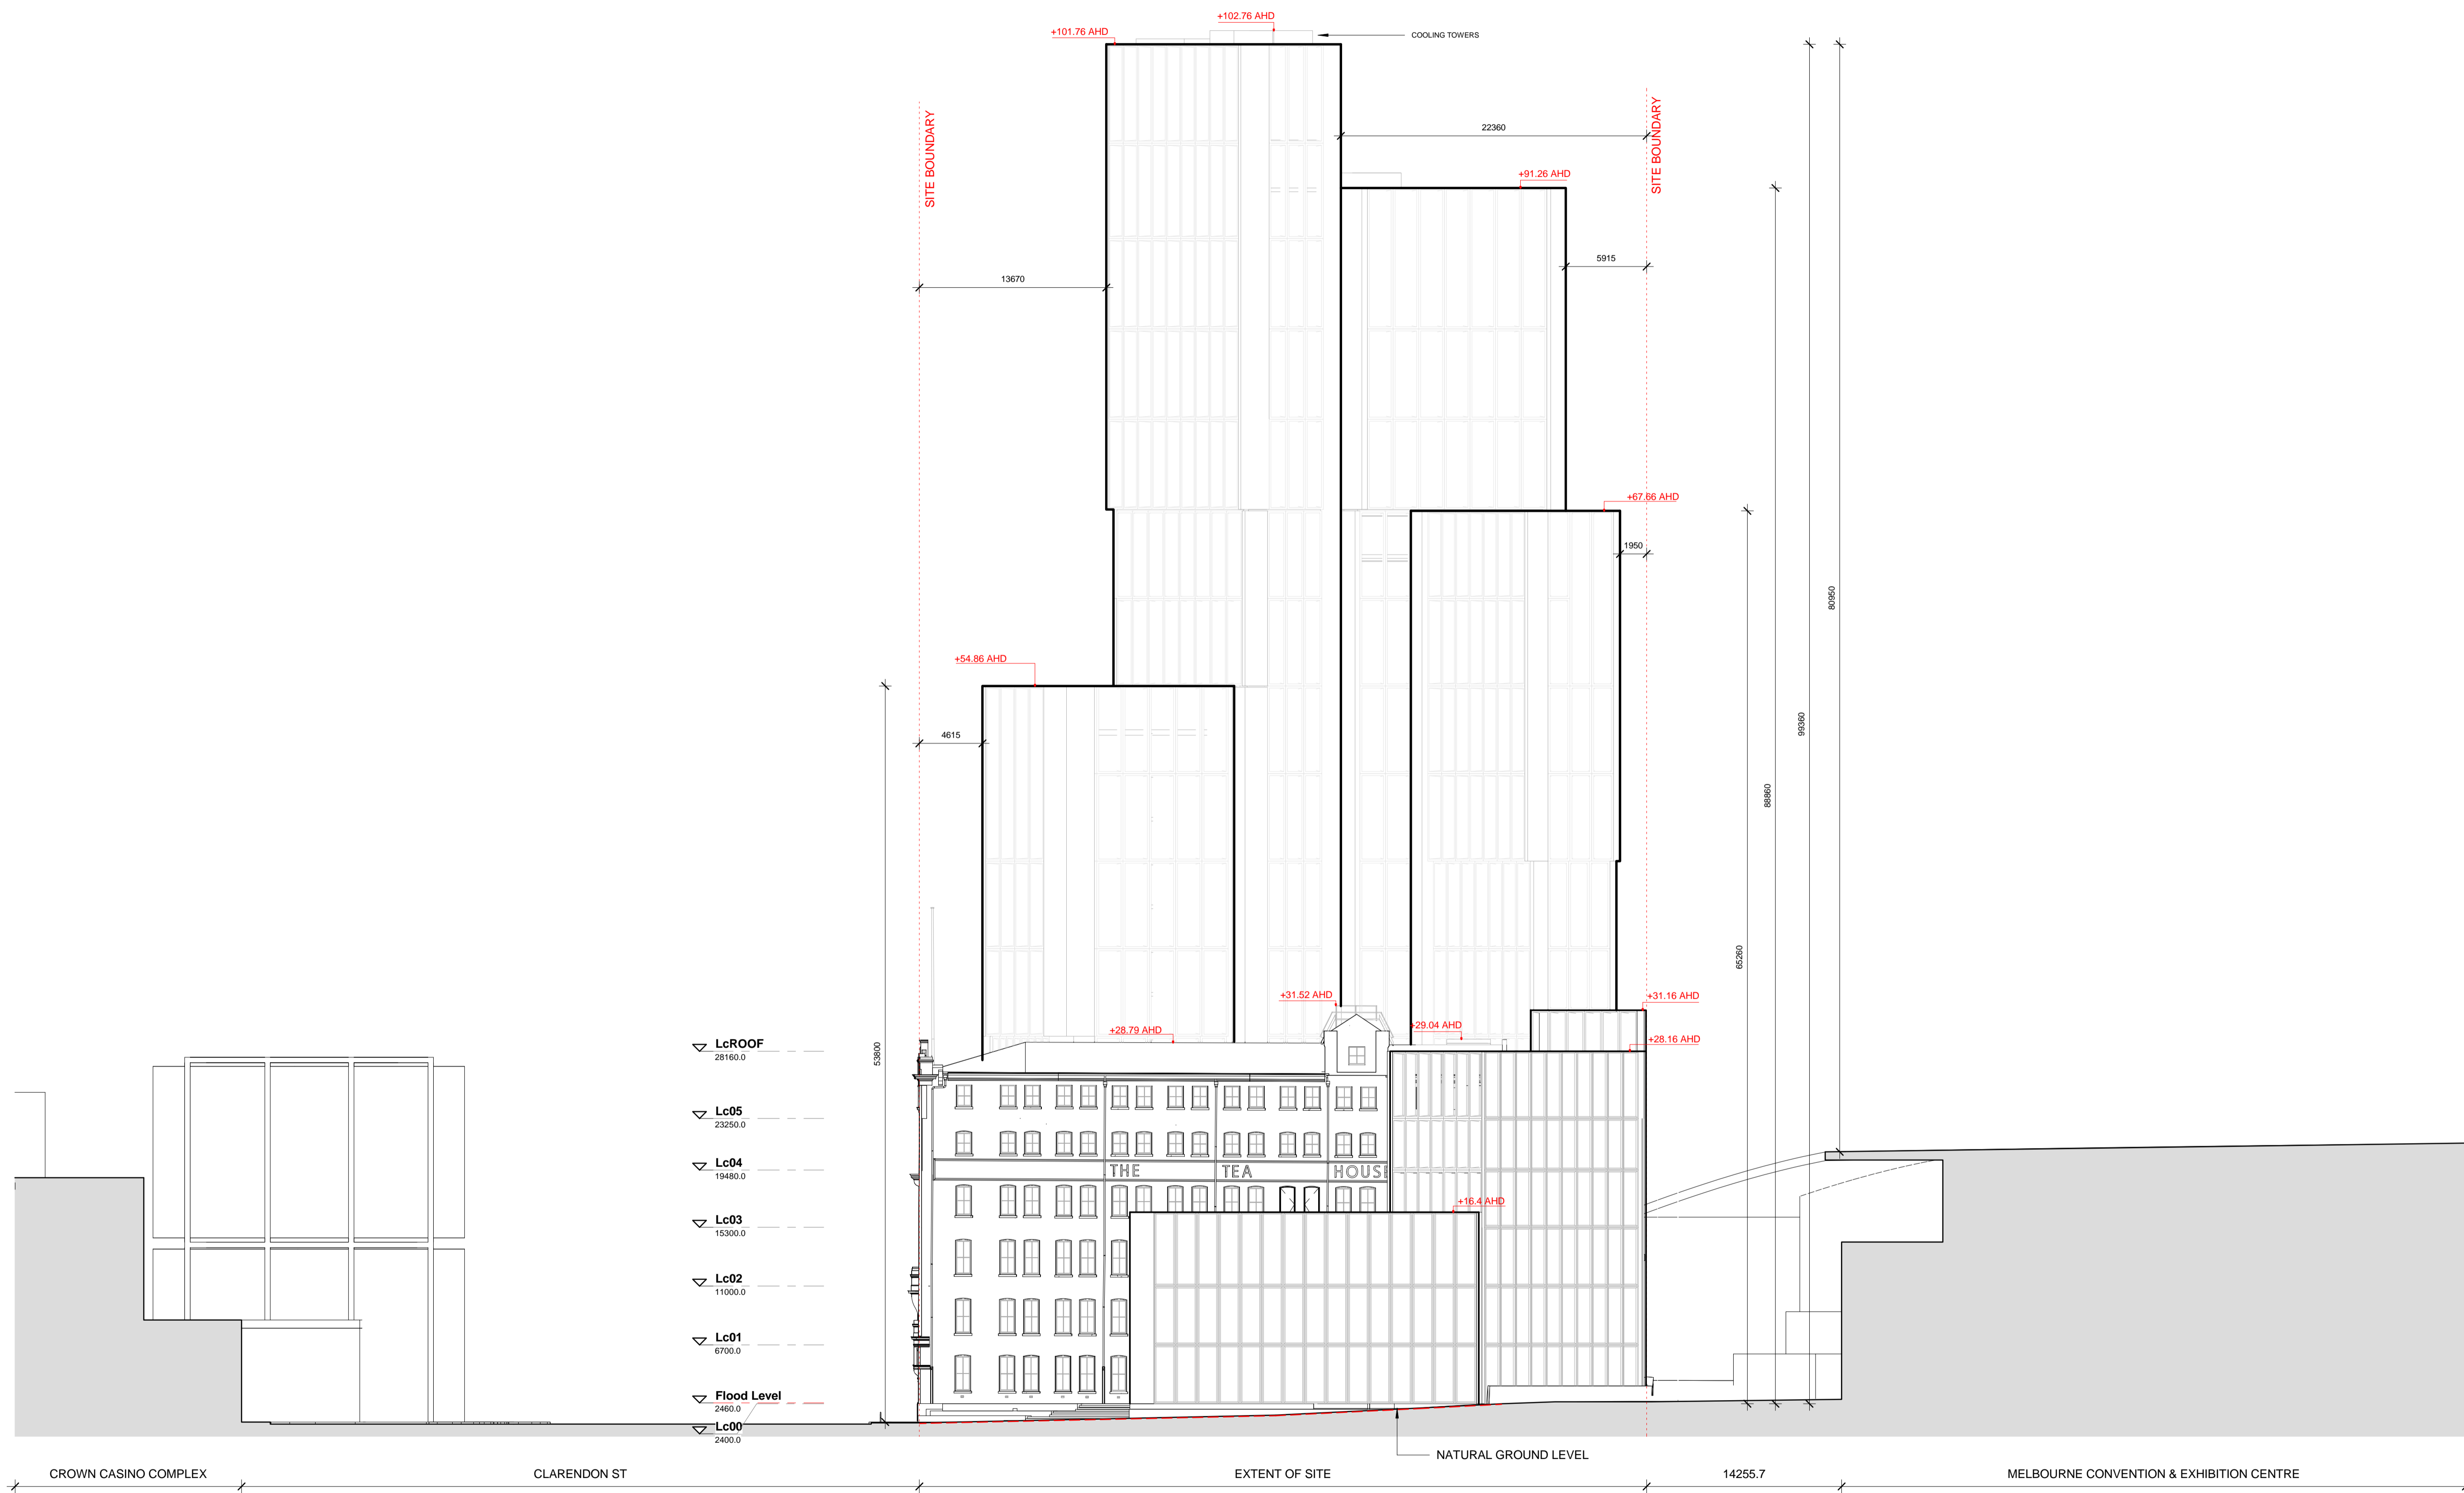 +102.76 AHD
+101.76 AHD
COOLING TOWERS
SITE BOUNDARY
22360
SITE BOUNDARY
+91.26 AHD
5915
13670
+67.66 AHD
1950
80950
+54.86 AHD
99360
4615
88860
65260
+31.52 AHD
+31.16 AHD
+28.79 AHD
+29.04 AHD
+28.16 AHD
53800
LcROOF
28160.0
Lc05
23250.0
Lc04
19480.0
THE TEA HOUSE
+16.4 AHD
Lc03
15300.0
Lc02
11000.0
Lc01
6700.0
Flood Level
2460.0
Lc00
2400.0
NATURAL GROUND LEVEL
CROWN CASINO COMPLEX
CLARENDON ST
EXTENT OF SITE
14255.7
MELBOURNE CONVENTION & EXHIBITION CENTRE